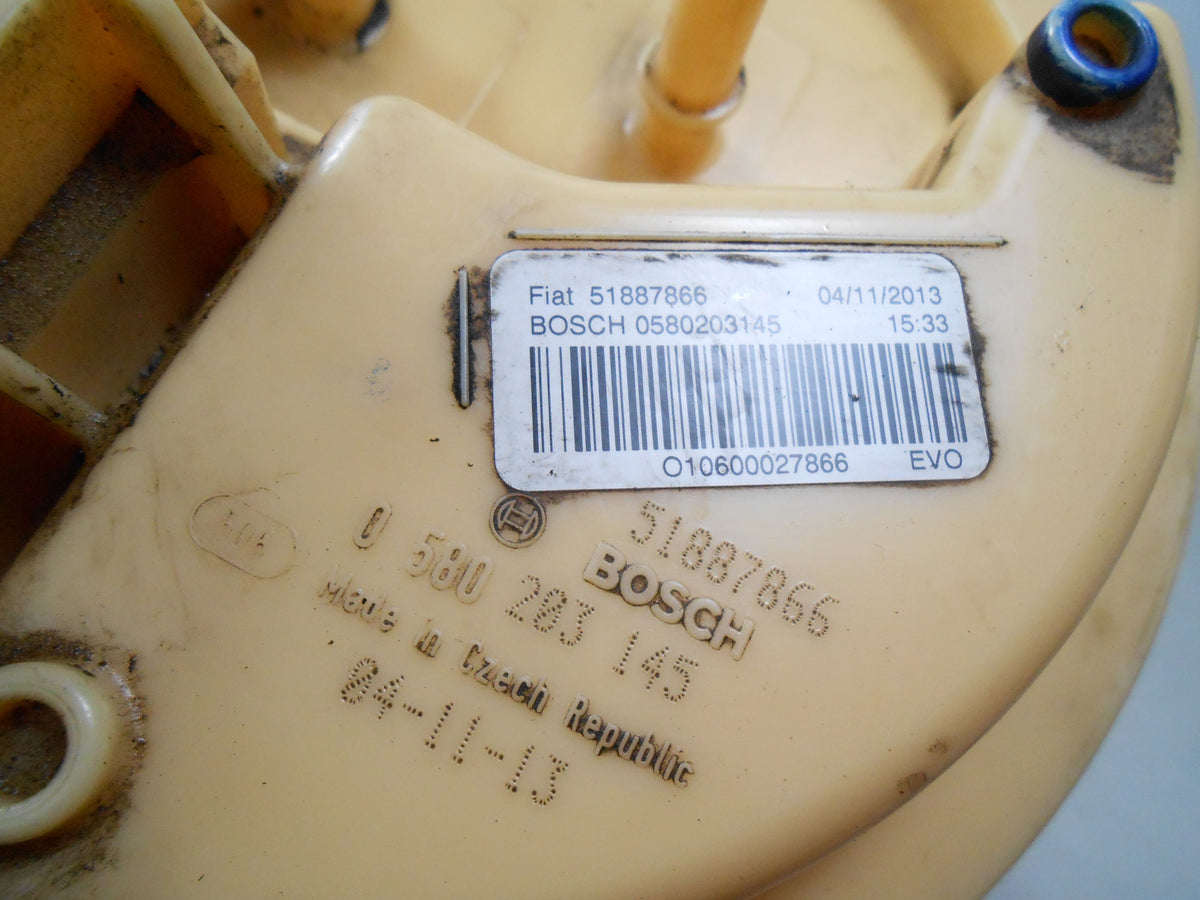 Fiat 51887866 04/11/2013
BOSCH 0580203145 15:33
O10600027866 EVO
51887866
BOSCH
0 580 203 145
Made in Czech Republic
04-11-13